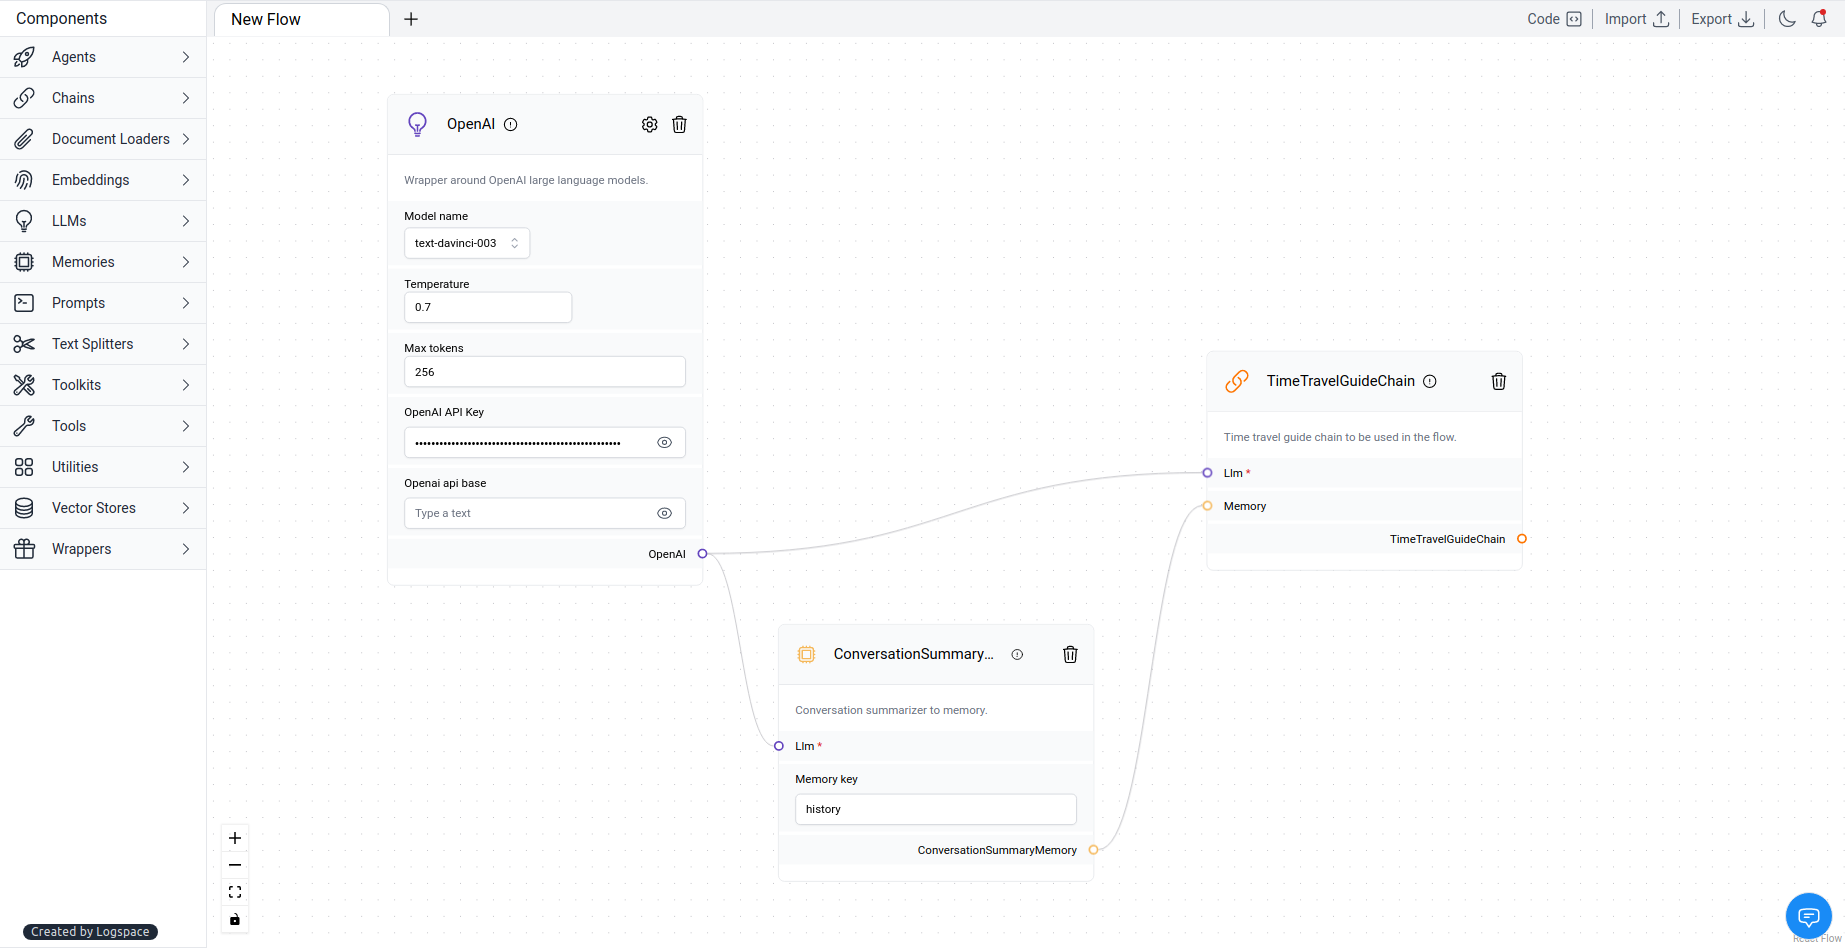 Components
New Flow
Code
Import
Export
Agents
Chains
Document Loaders
Embeddings
LLMs
Memories
Prompts
Text Splitters
Toolkits
Tools
Utilities
Vector Stores
Wrappers
Created by Logspace
OpenAI
Wrapper around OpenAI large language models.
Model name
text-davinci-003
Temperature
0.7
Max tokens
256
OpenAI API Key
Openai api base
Type a text
OpenAI
ConversationSummary...
Conversation summarizer to memory.
Llm *
Memory key
history
ConversationSummaryMemory
TimeTravelGuideChain
Time travel guide chain to be used in the flow.
Llm *
Memory
TimeTravelGuideChain
React Flow